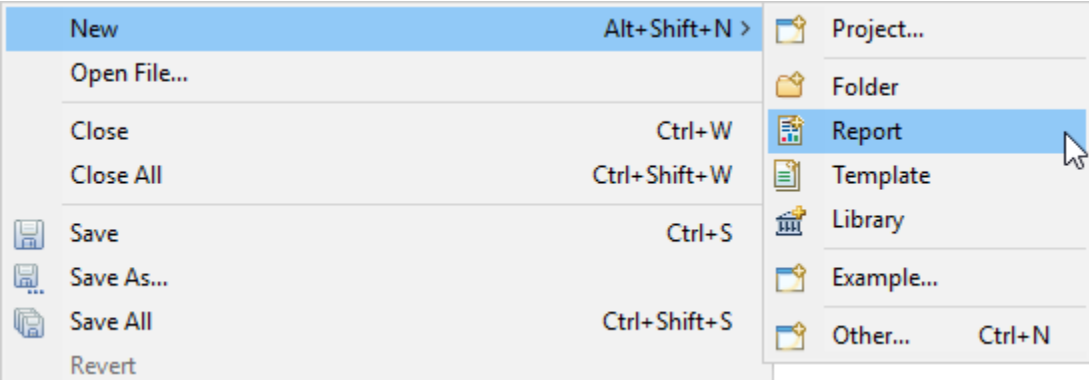 New Alt+Shift+N >
Open File...
Close Ctrl+W
Close All Ctrl+Shift+W
Save Ctrl+S
Save As...
Save All Ctrl+Shift+S
Revert
Project...
Folder
Report
Template
Library
Example...
Other... Ctrl+N